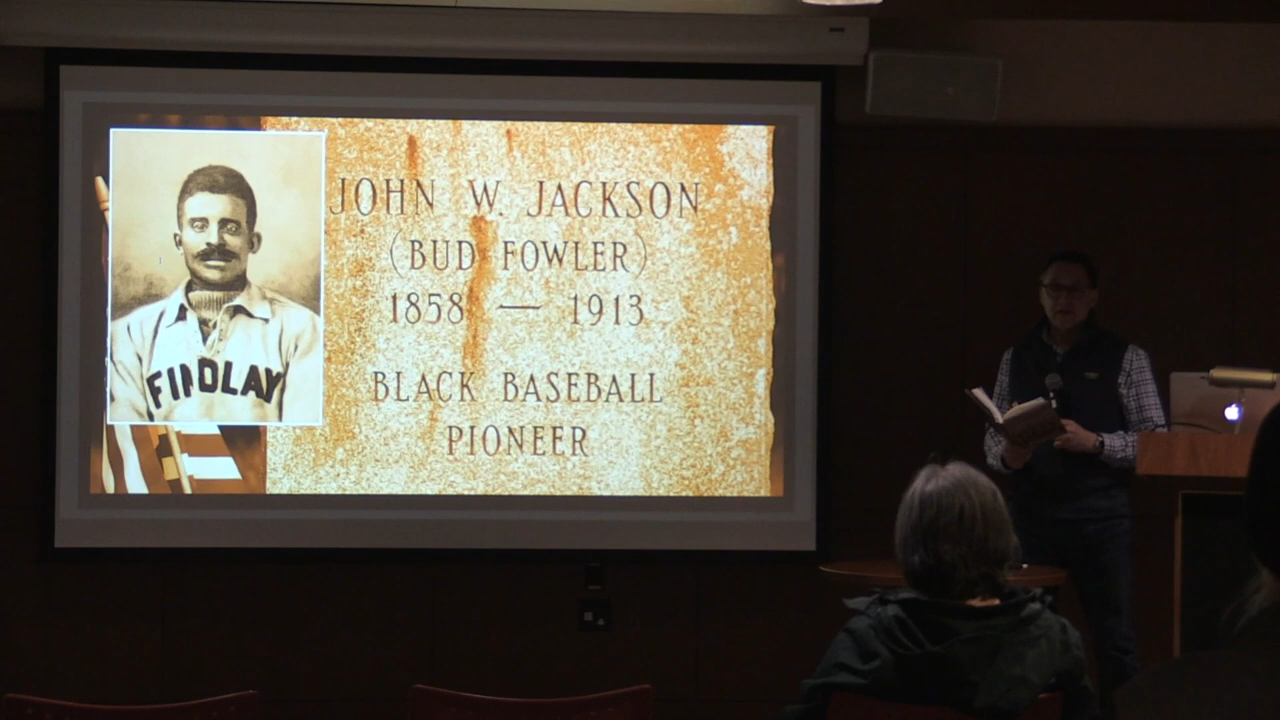 JOHN W. JACKSON
(BUD FOWLER)
1858 — 1913
BLACK BASEBALL
PIONEER
FINDLAY